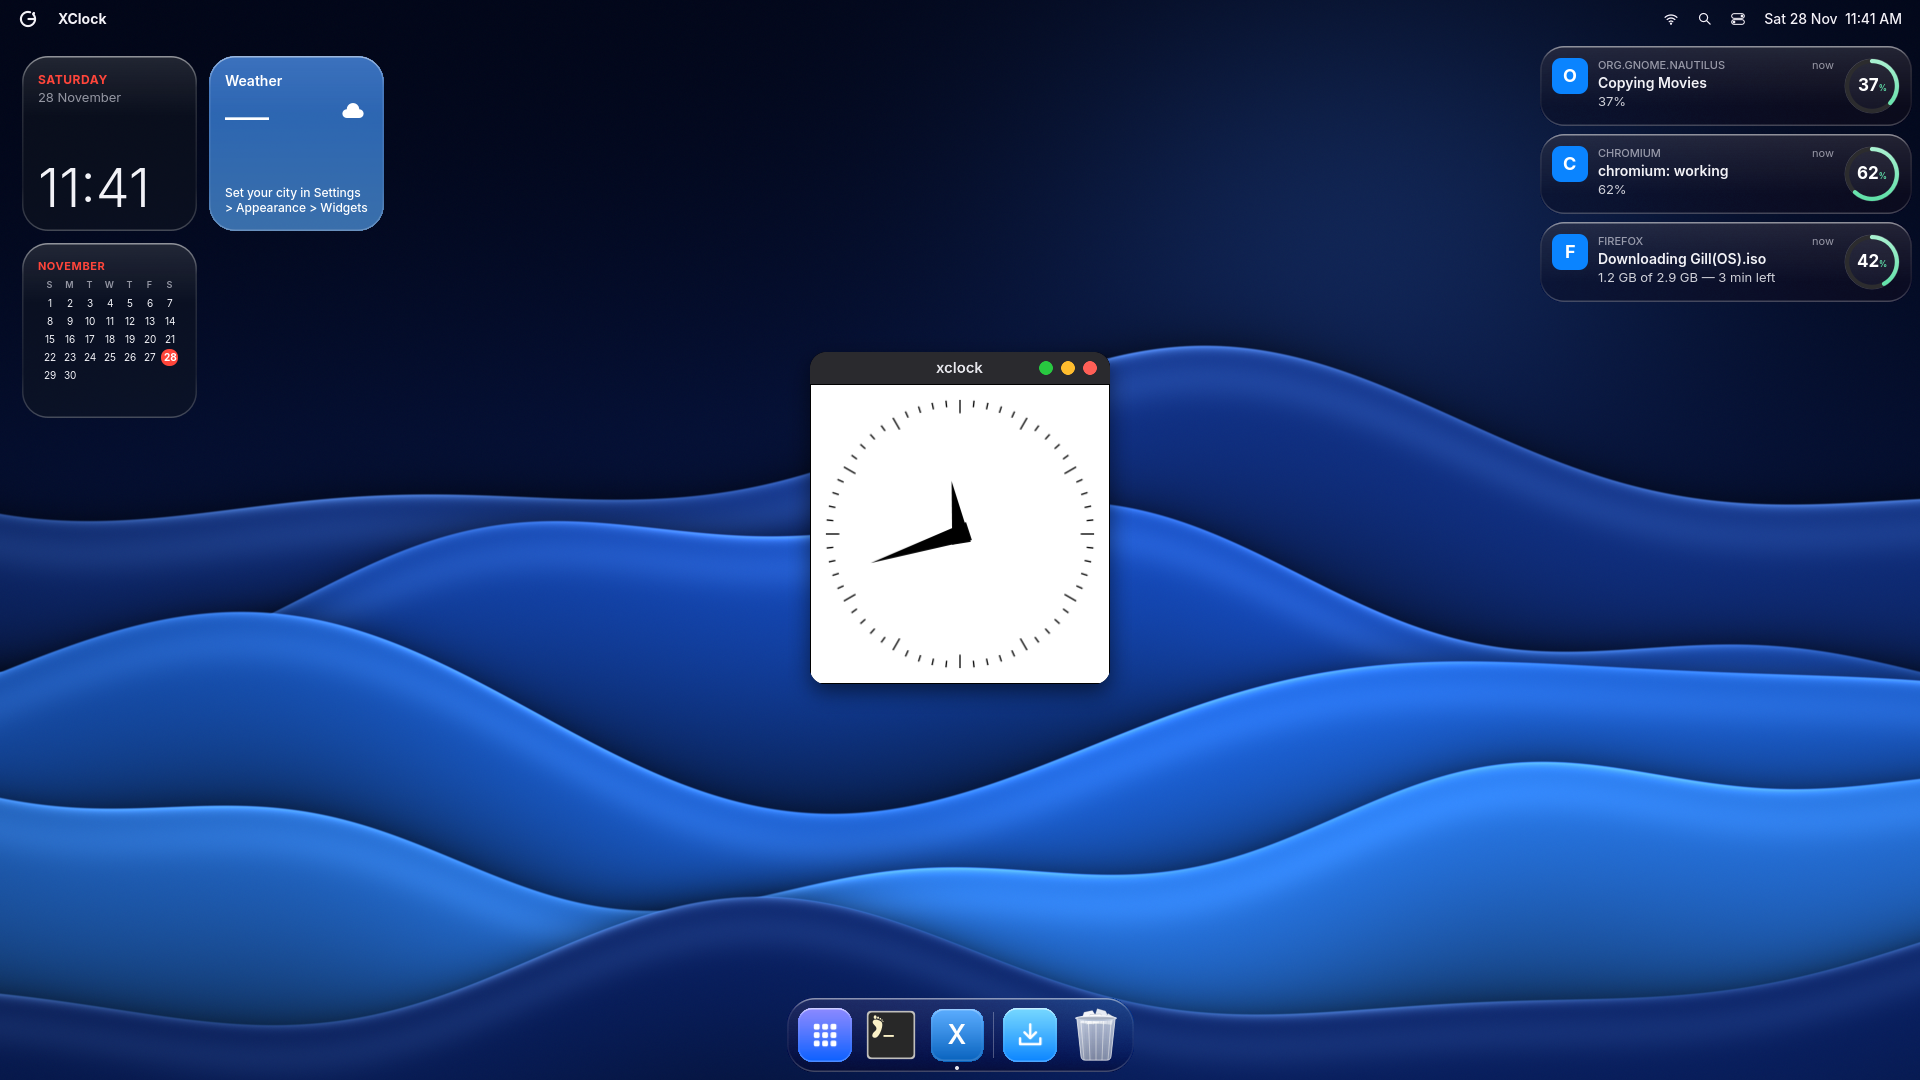 XClock
Sat 28 Nov 11:41 AM
SATURDAY
28 November
11:41
Weather
Set your city in Settings
> Appearance > Widgets
NOVEMBER
S M T W T F S
1 2 3 4 5 6 7
8 9 10 11 12 13 14
15 16 17 18 19 20 21
22 23 24 25 26 27 28
29 30
O
ORG.GNOME.NAUTILUS
now
Copying Movies
37%
37%
C
CHROMIUM
now
chromium: working
62%
62%
F
FIREFOX
now
Downloading Gill(OS).iso
1.2 GB of 2.9 GB — 3 min left
42%
xclock
X